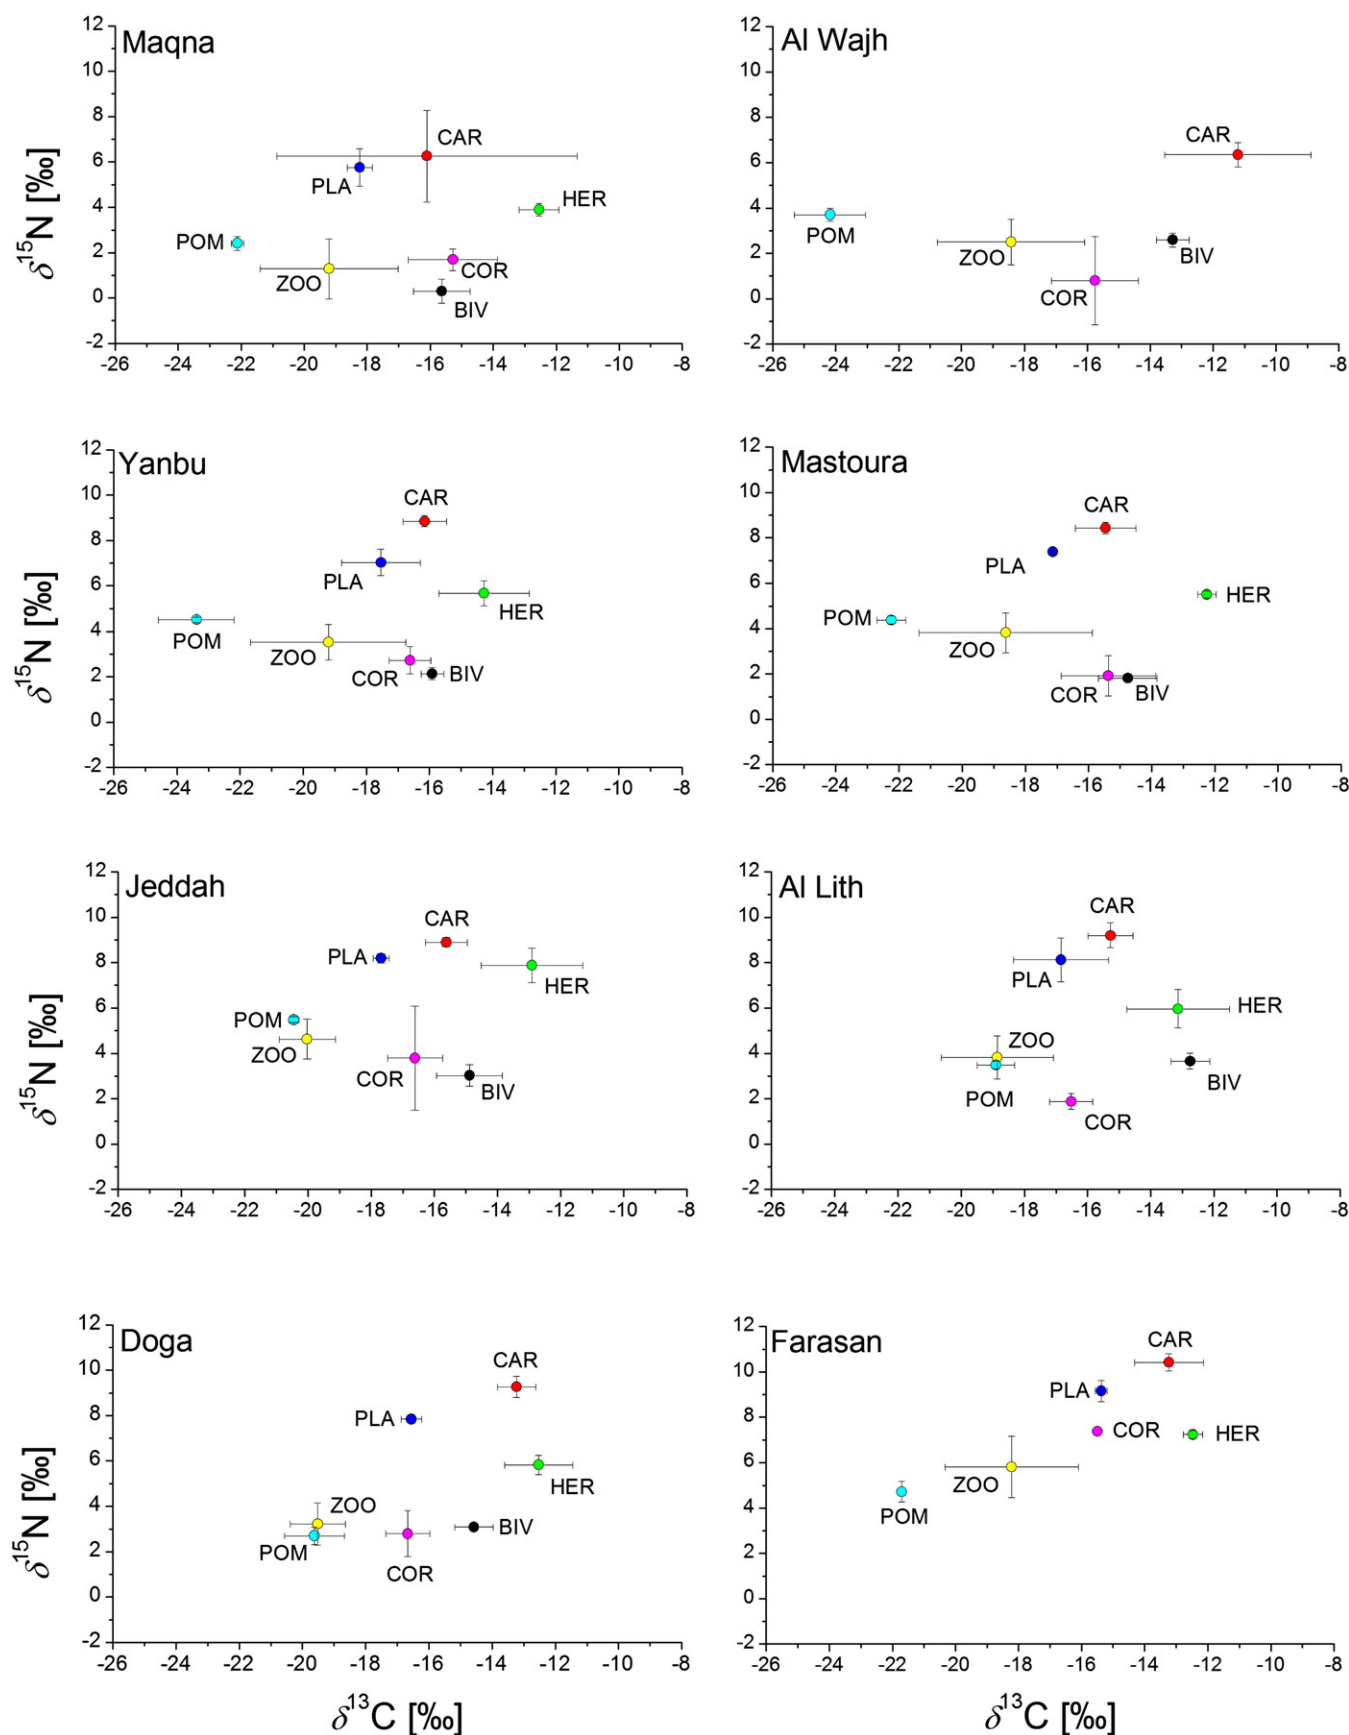 Maqna
12
10
8
6
4
2
0
-2
δ15N [‰]
CAR
PLA
HER
POM
ZOO
COR
BIV
-26 -24 -22 -20 -18 -16 -14 -12 -10 -8
Al Wajh
12
10
8
6
4
2
0
-2
CAR
POM
ZOO
BIV
COR
-26 -24 -22 -20 -18 -16 -14 -12 -10 -8
Yanbu
12
10
8
6
4
2
0
-2
δ15N [‰]
CAR
PLA
HER
POM
ZOO
COR
BIV
-26 -24 -22 -20 -18 -16 -14 -12 -10 -8
Mastoura
12
10
8
6
4
2
0
-2
CAR
PLA
HER
POM
ZOO
COR
BIV
-26 -24 -22 -20 -18 -16 -14 -12 -10 -8
Jeddah
12
10
8
6
4
2
0
-2
δ15N [‰]
CAR
PLA
HER
POM
ZOO
COR
BIV
-26 -24 -22 -20 -18 -16 -14 -12 -10 -8
Al Lith
12
10
8
6
4
2
0
-2
CAR
PLA
HER
ZOO
POM
BIV
COR
-26 -24 -22 -20 -18 -16 -14 -12 -10 -8
Doga
12
10
8
6
4
2
0
-2
δ15N [‰]
CAR
PLA
HER
ZOO
POM
COR
BIV
-26 -24 -22 -20 -18 -16 -14 -12 -10 -8
δ13C [‰]
Farasan
12
10
8
6
4
2
0
-2
CAR
PLA
COR
HER
ZOO
POM
-26 -24 -22 -20 -18 -16 -14 -12 -10 -8
δ13C [‰]